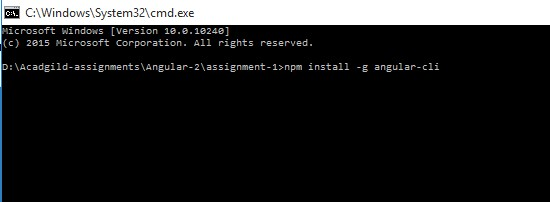 C:\Windows\System32\cmd.exe
Microsoft Windows [Version 10.0.10240]
(c) 2015 Microsoft Corporation. All rights reserved.
D:\Acadgild-assignments\Angular-2\assignment-1>npm install -g angular-cli